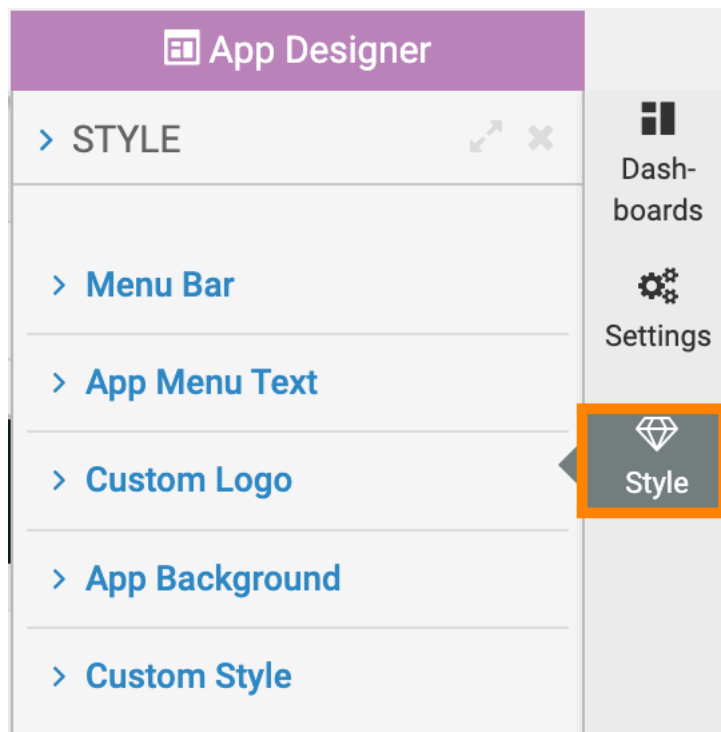 App Designer
STYLE
Menu Bar
App Menu Text
Custom Logo
App Background
Custom Style
Dash-
boards
Settings
Style